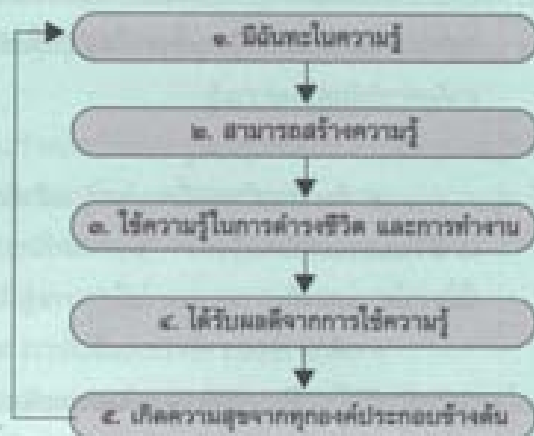 ๑. มีฉันทะในความรู้
๒. สามารถสร้างความรู้
๓. ใช้ความรู้ในการดำรงชีวิต และการทำงาน
๔. ได้รับผลดีจากการใช้ความรู้
๕. เกิดความสุขจากทุกองค์ประกอบข้างต้น